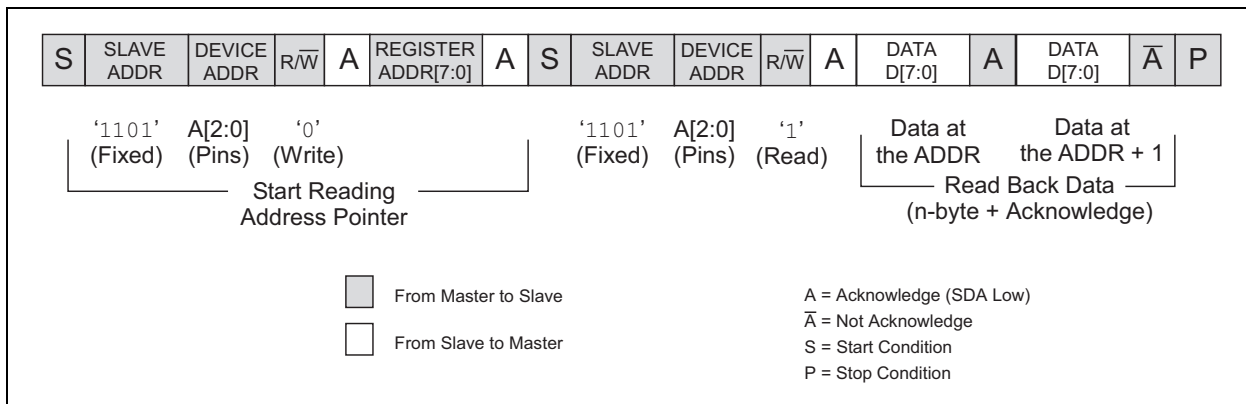 S SLAVE ADDR DEVICE ADDR R/W̅ A REGISTER ADDR[7:0] A S SLAVE ADDR DEVICE ADDR R/W̅ A DATA D[7:0] A DATA D[7:0] A̅ P
‘1101’ A[2:0] ‘0’ ‘1101’ A[2:0] ‘1’ Data at Data at
(Fixed) (Pins) (Write) (Fixed) (Pins) (Read) the ADDR the ADDR + 1
Start Reading Read Back Data
Address Pointer (n-byte + Acknowledge)
From Master to Slave
From Slave to Master
A = Acknowledge (SDA Low)
A̅ = Not Acknowledge
S = Start Condition
P = Stop Condition